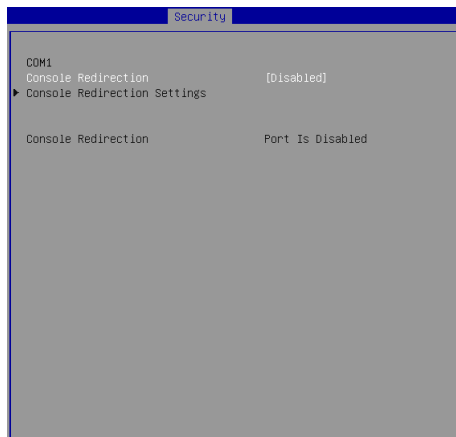 Security
COM1
Console Redirection [Disabled]
Console Redirection Settings
Console Redirection Port Is Disabled